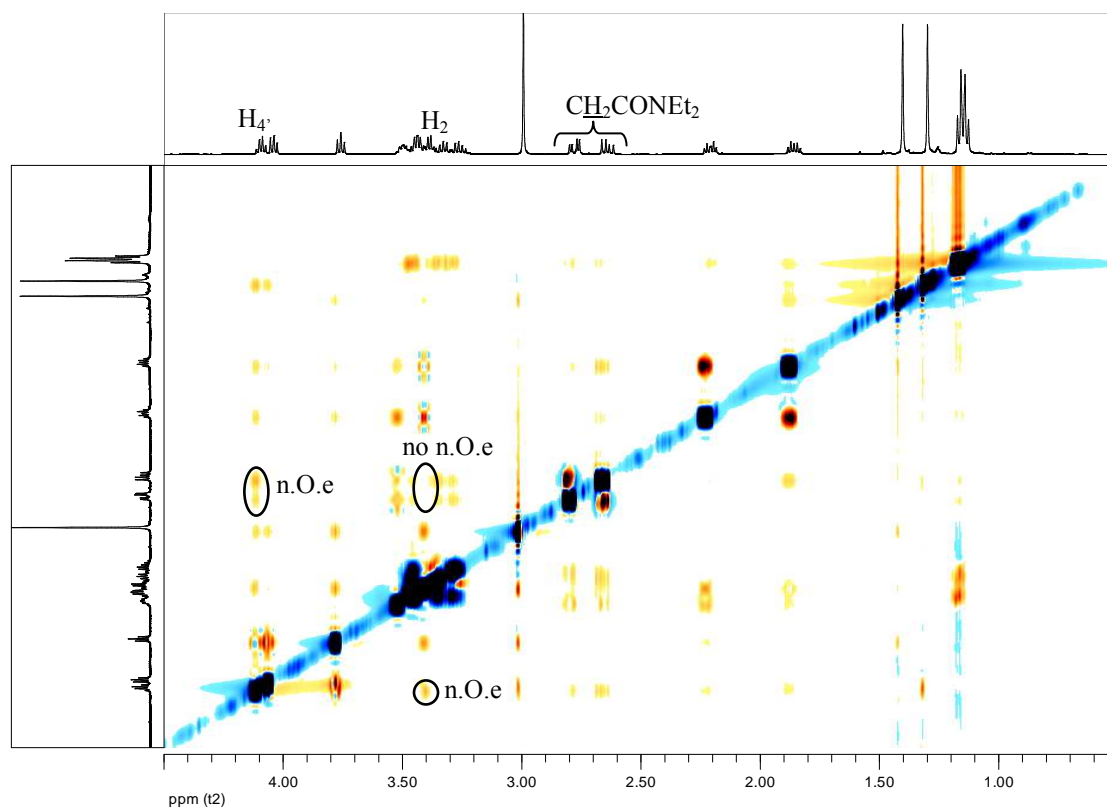 H₄’
H₂
CH₂CONEt₂
no n.O.e
n.O.e
n.O.e
4.00 3.50 3.00 2.50 2.00 1.50 1.00
ppm (t2)